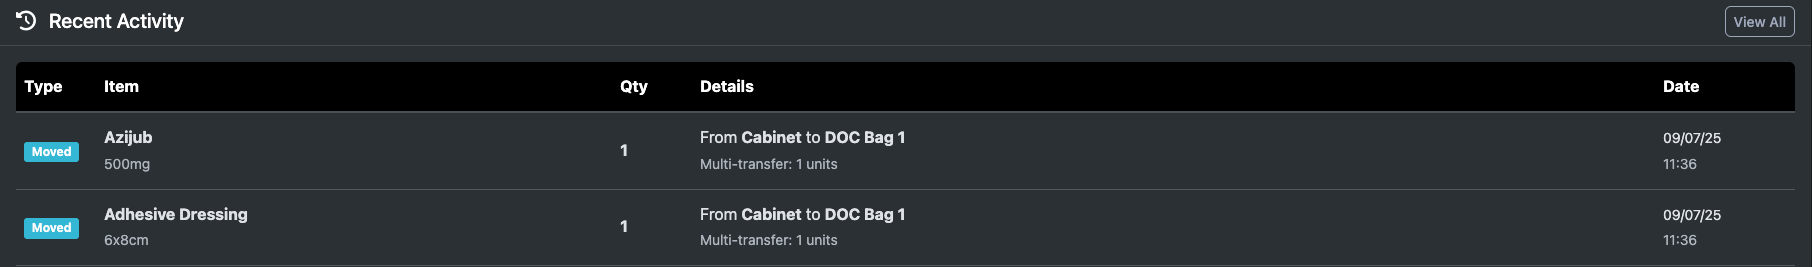 Recent Activity
View All
Type Item Qty Details Date
Azijub
From Cabinet to DOC Bag 1
09/07/25
Moved
1
500mg
Multi-transfer: 1 units
11:36
Adhesive Dressing
From Cabinet to DOC Bag 1
09/07/25
Moved
1
6x8cm
Multi-transfer: 1 units
11:36